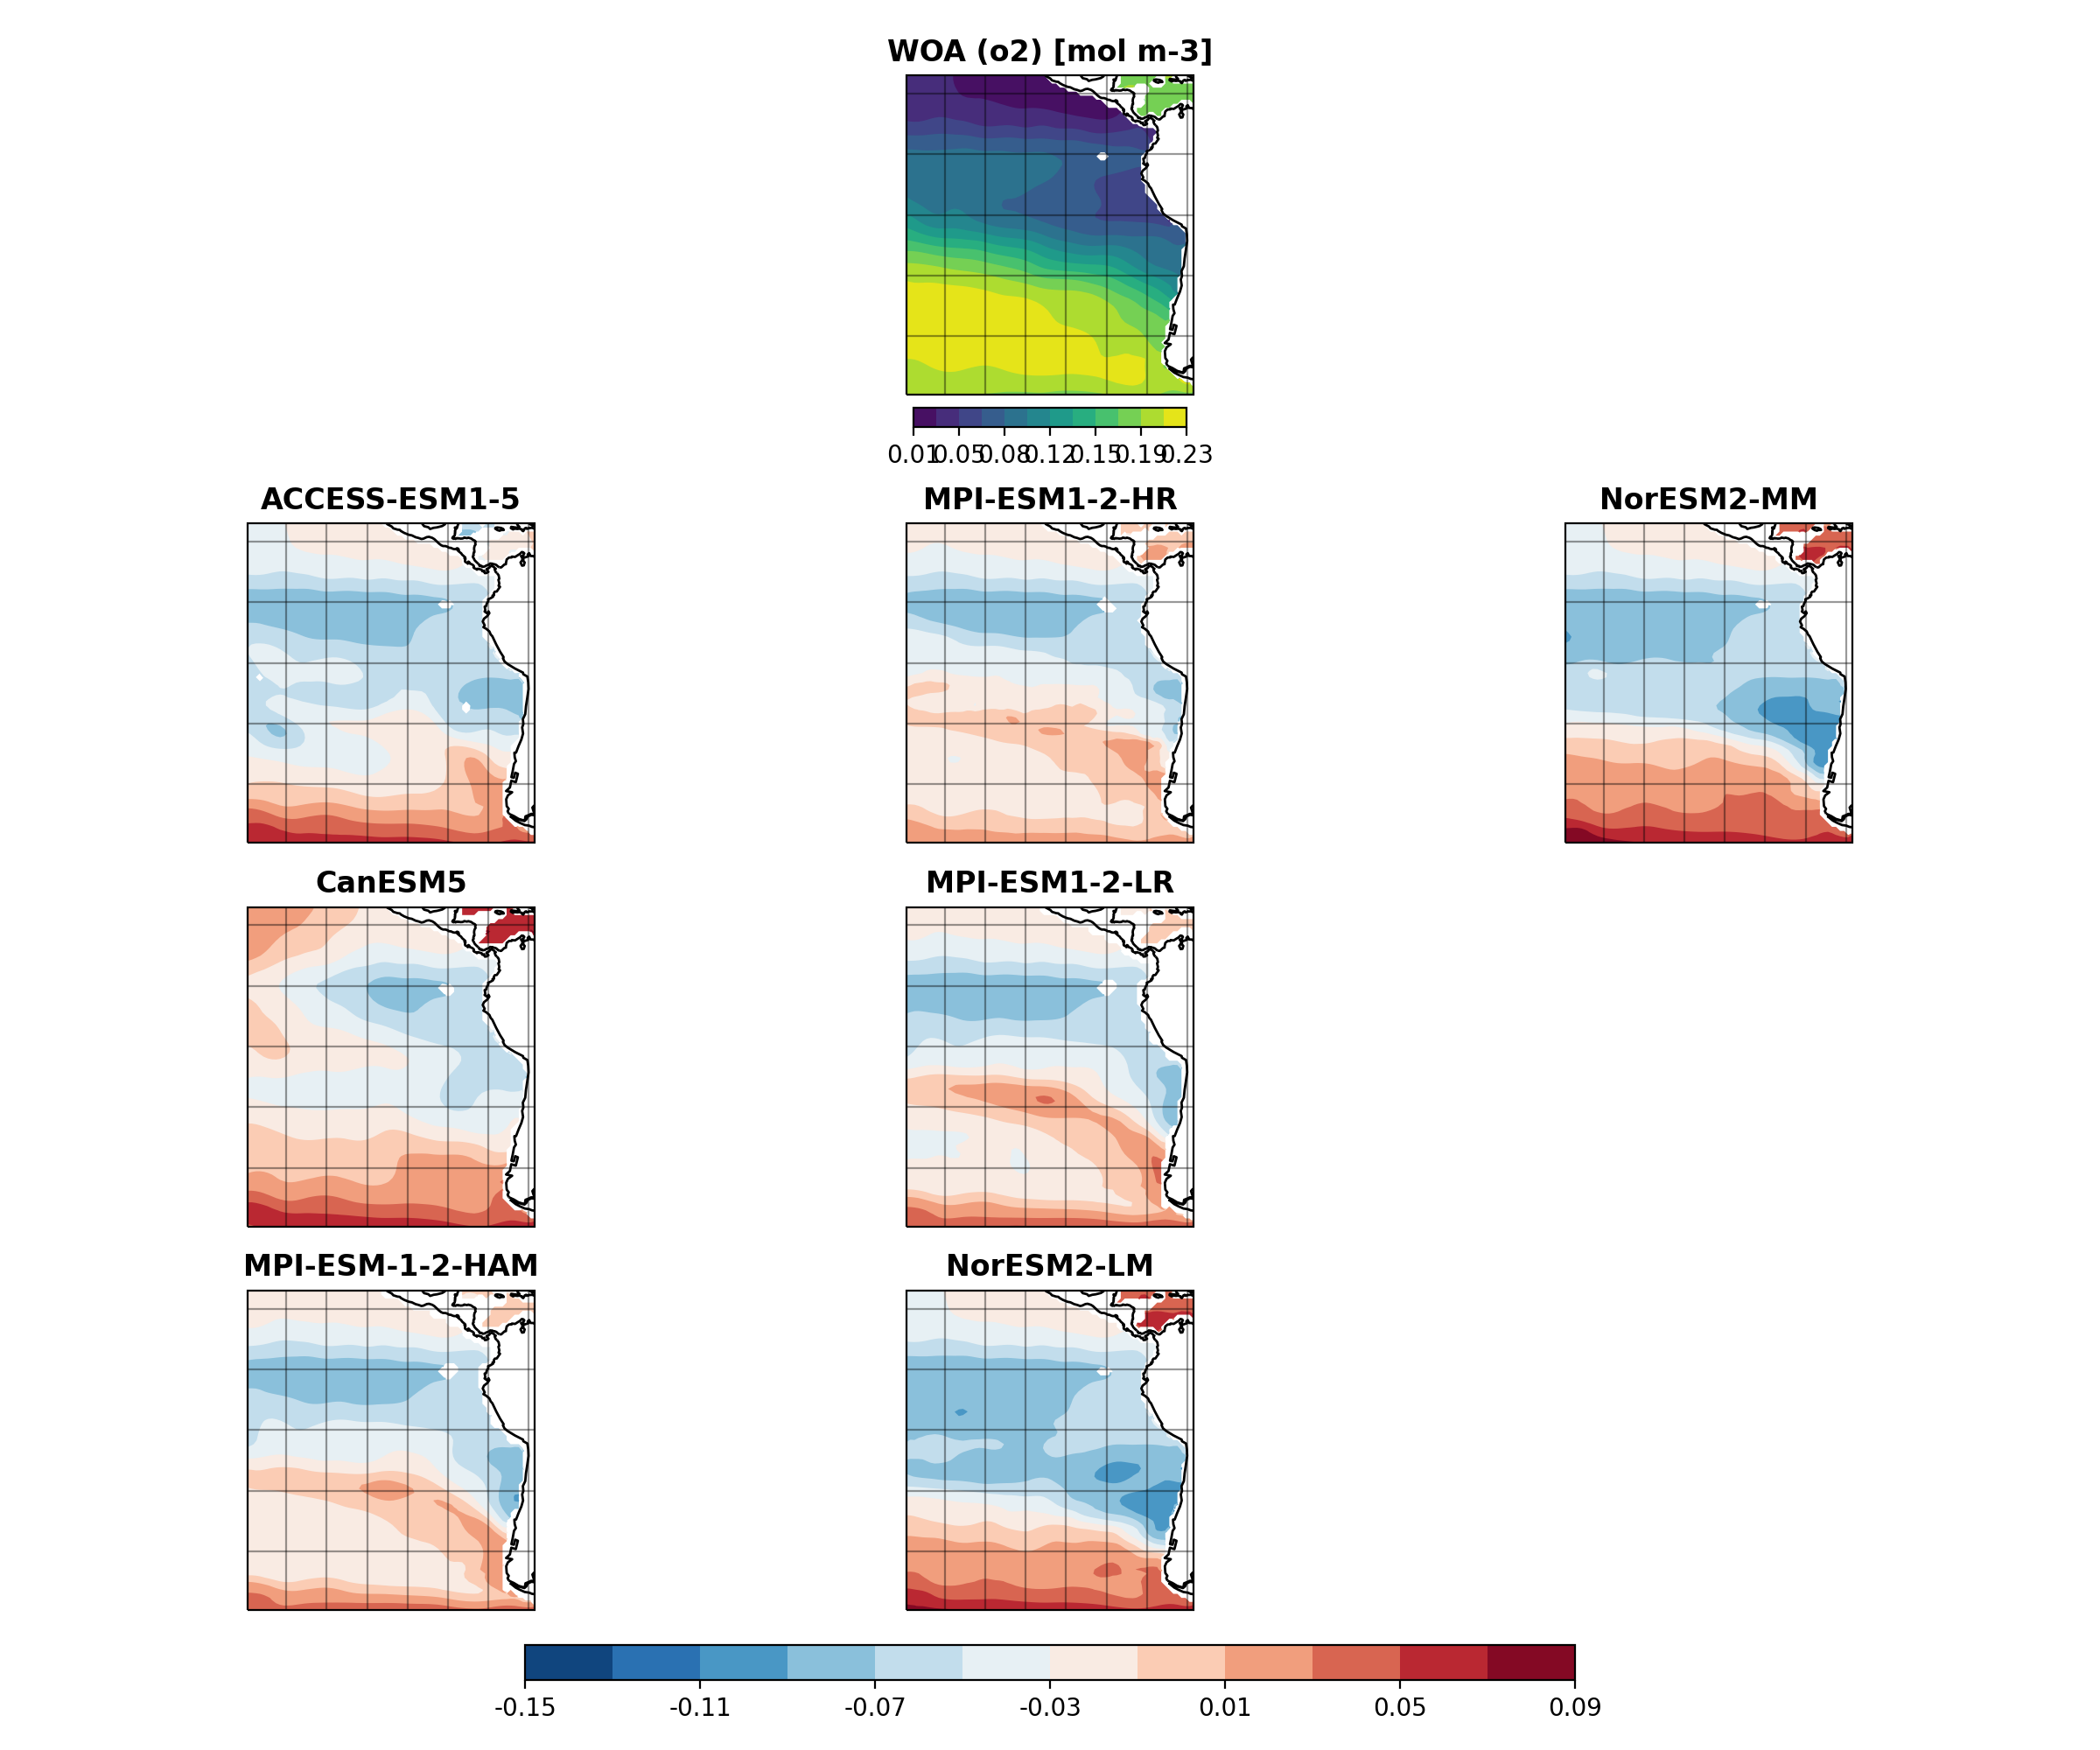 WOA (o2) [mol m-3]
0.01 0.05 0.08 0.12 0.15 0.19 0.23
ACCESS-ESM1-5 MPI-ESM1-2-HR NorESM2-MM
CanESM5 MPI-ESM1-2-LR
MPI-ESM-1-2-HAM NorESM2-LM
-0.15 -0.11 -0.07 -0.03 0.01 0.05 0.09